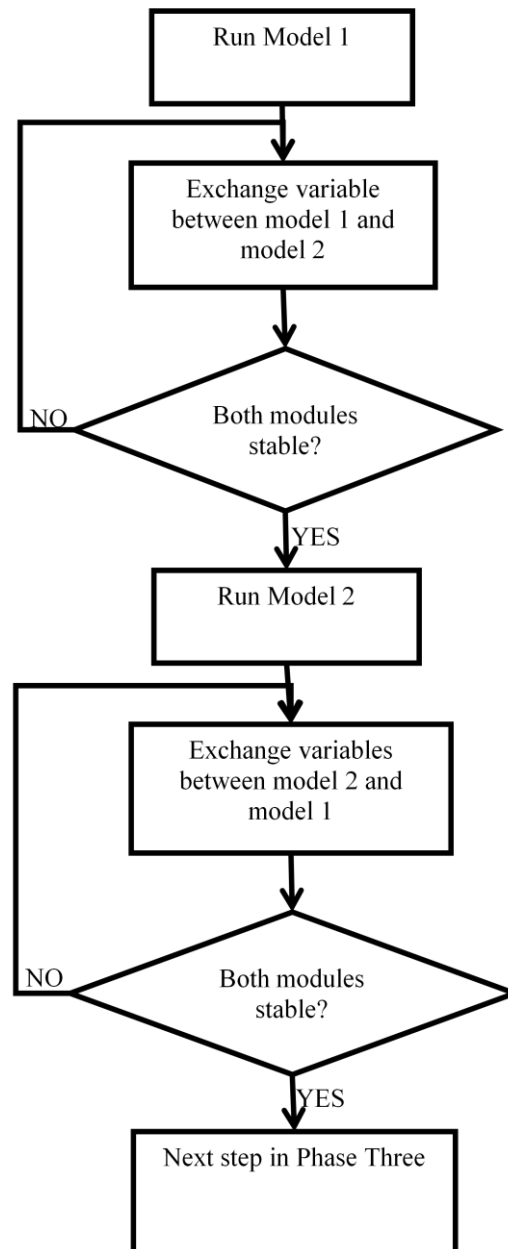 Run Model 1
Exchange variable
between model 1 and
model 2
Both modules
stable?
NO
YES
Run Model 2
Exchange variables
between model 2 and
model 1
Both modules
stable?
NO
YES
Next step in Phase Three